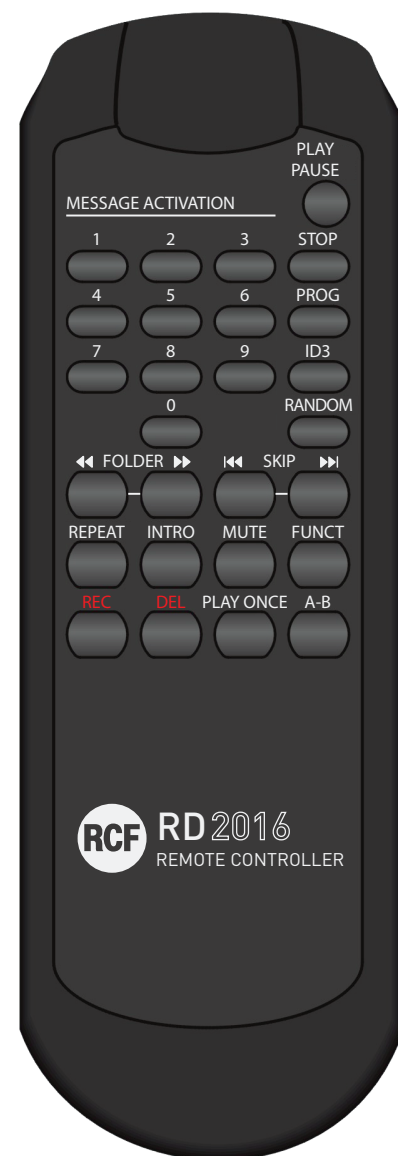 PLAY
PAUSE
MESSAGE ACTIVATION
1 2 3 STOP
4 5 6 PROG
7 8 9 ID3
0 RANDOM
FOLDER SKIP
REPEAT INTRO MUTE FUNCT
REC DEL PLAY ONCE A-B
RCF RD2016
REMOTE CONTROLLER